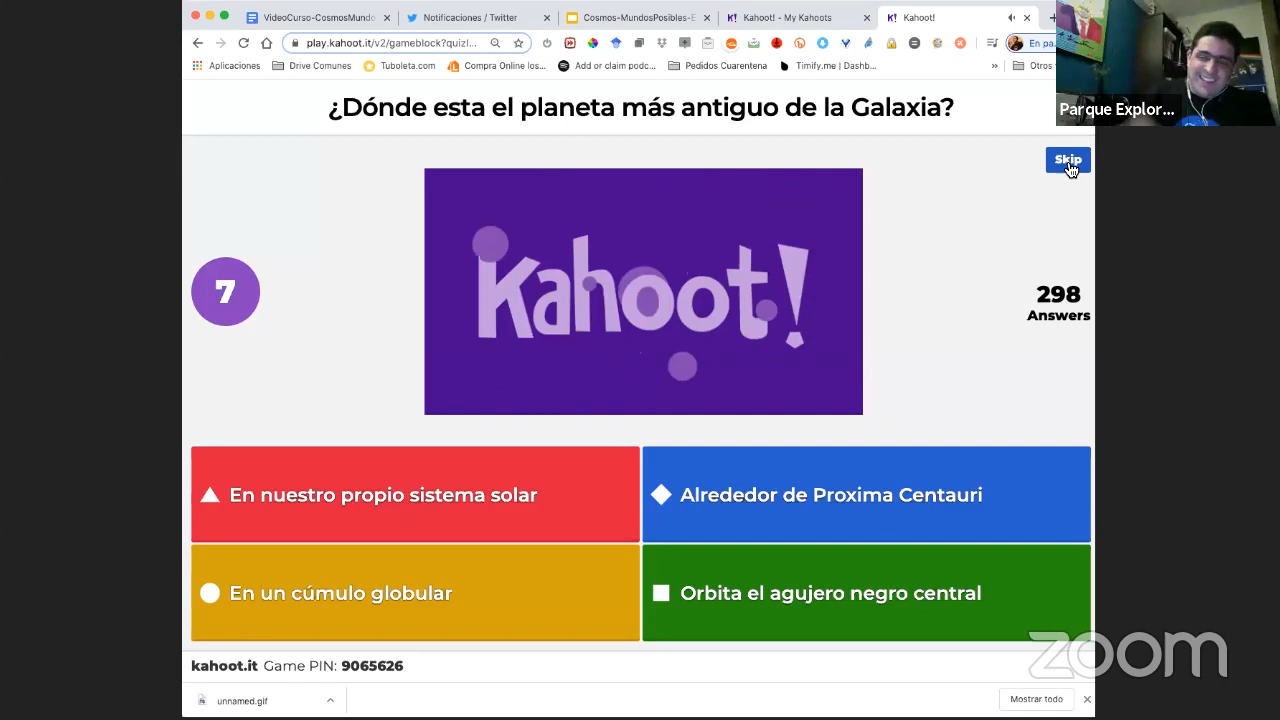 VideoCurso-CosmosMundo
Notificaciones / Twitter
Cosmos-MundosPosibles-E
K! Kahoot! - My Kahoots
K! Kahoot!
play.kahoot.it/v2/gameblock?quizI...
En pa...
Aplicaciones
Drive Comunes
Tuboleta.com
Compra Online los...
Add or claim podc...
Pedidos Cuarentena
Timify.me | Dashb...
»
Otros
Parque Explor...
¿Dónde esta el planeta más antiguo de la Galaxia?
Skip
Kahoot!
7
298
Answers
En nuestro propio sistema solar
Alrededor de Proxima Centauri
En un cúmulo globular
Orbita el agujero negro central
kahoot.it Game PIN: 9065626
zoom
unnamed.gif
Mostrar todo